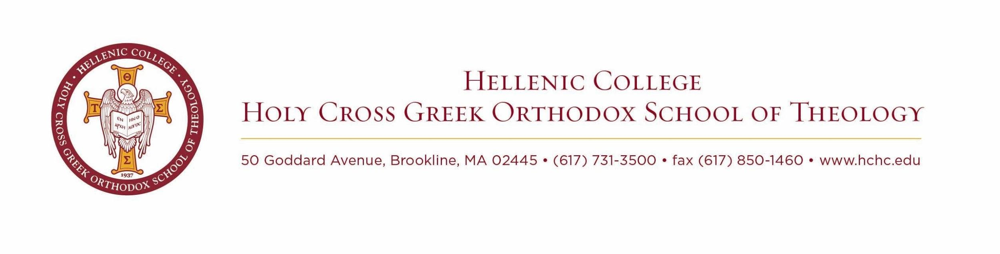 • HELLENIC COLLEGE •
HOLY CROSS GREEK ORTHODOX SCHOOL OF THEOLOGY
Θ
Τ Σ
ΕΝ ΗΝ Ο
ΑΡΧΗ ΛΟΓΟC
Σ
1937
HELLENIC COLLEGE
HOLY CROSS GREEK ORTHODOX SCHOOL OF THEOLOGY
50 Goddard Avenue, Brookline, MA 02445 • (617) 731-3500 • fax (617) 850-1460 • www.hchc.edu